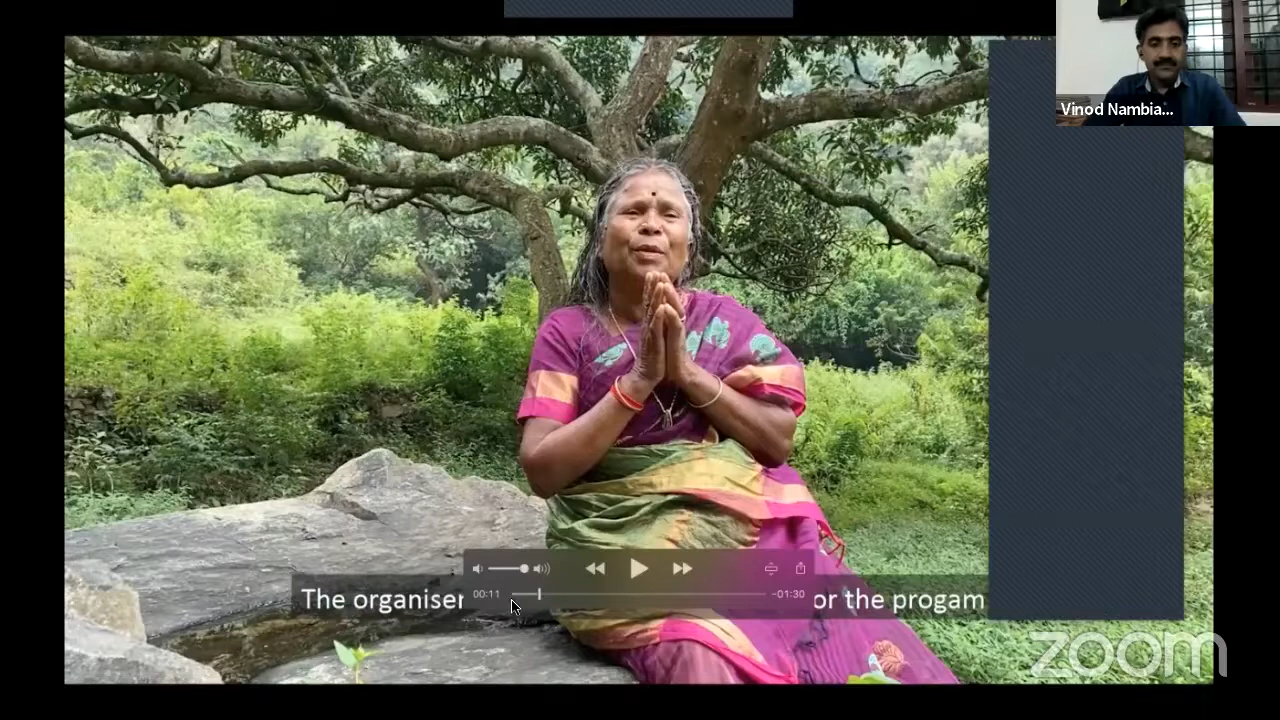 Vinod Nambia...
The organiser or the progam
00:11 -01:30
zoom